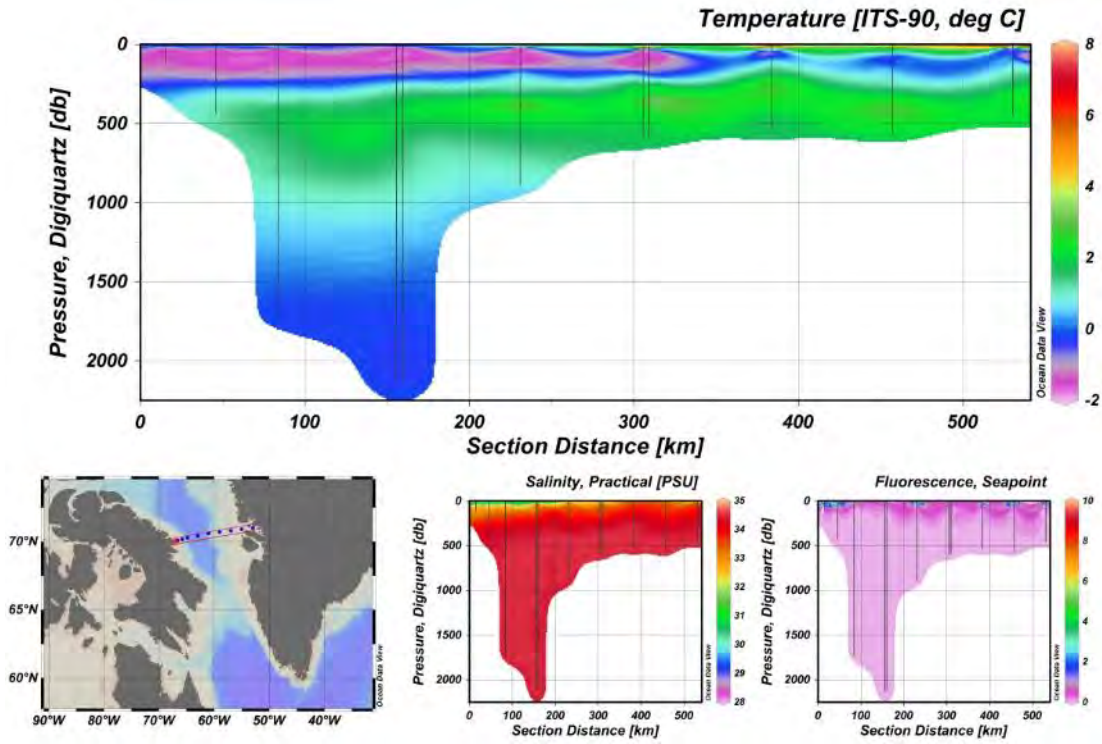 Temperature [ITS-90, deg C]
Pressure, Digiquartz [db]
0
500
1000
1500
2000
0
100
200
300
400
500
Section Distance [km]
8
6
4
2
0
-2
Ocean Data View
70°N
65°N
60°N
90°W
80°W
70°W
60°W
50°W
40°W
Ocean Data View
Salinity, Practical [PSU]
Pressure, Digiquartz [db]
0
500
1000
1500
2000
0
100
200
300
400
500
Section Distance [km]
35
34
33
32
31
30
29
28
Ocean Data View
Fluorescence, Seapoint
Pressure, Digiquartz [db]
0
500
1000
1500
2000
0
100
200
300
400
500
Section Distance [km]
10
8
6
4
2
0
Ocean Data View